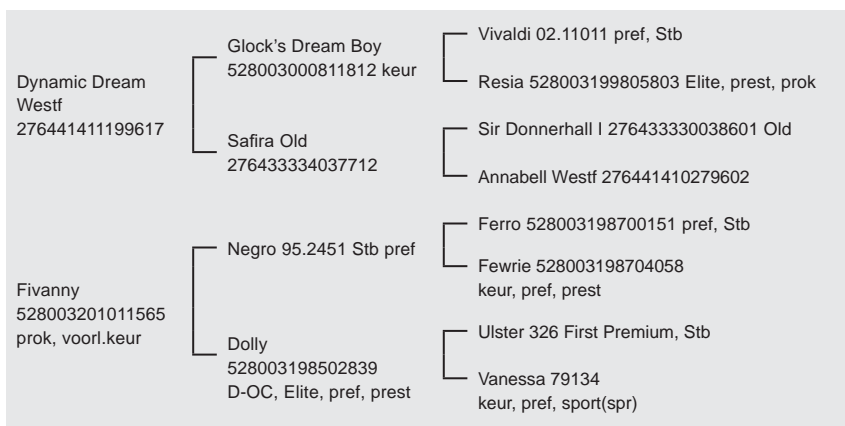 Dynamic Dream
Westf
276441411199617
Glock's Dream Boy
528003000811812 keur
Vivaldi 02.11011 pref, Stb
Resia 528003199805803 Elite, prest, prok
Safira Old
276433334037712
Sir Donnerhall I 276433330038601 Old
Annabell Westf 276441410279602
Fivanny
528003201011565
prok, voorl.keur
Negro 95.2451 Stb pref
Ferro 528003198700151 pref, Stb
Fewrie 528003198704058
keur, pref, prest
Dolly
528003198502839
D-OC, Elite, pref, prest
Ulster 326 First Premium, Stb
Vanessa 79134
keur, pref, sport(spr)